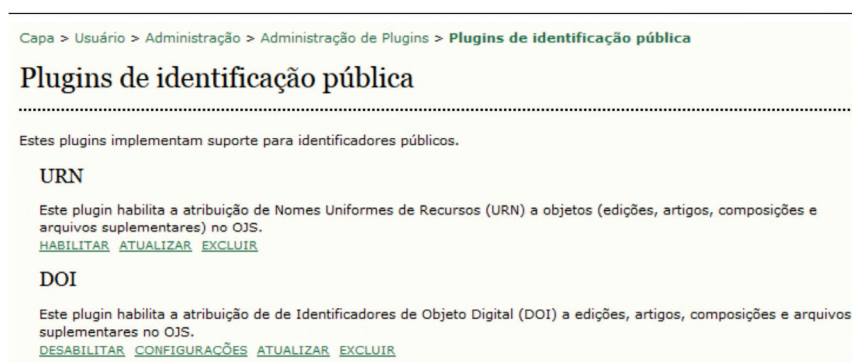 Capa > Usuário > Administração > Administração de Plugins > Plugins de identificação pública
Plugins de identificação pública
Estes plugins implementam suporte para identificadores públicos.
URN
Este plugin habilita a atribuição de Nomes Uniformes de Recursos (URN) a objetos (edições, artigos, composições e
arquivos suplementares) no OJS.
HABILITAR ATUALIZAR EXCLUIR
DOI
Este plugin habilita a atribuição de de Identificadores de Objeto Digital (DOI) a edições, artigos, composições e arquivos
suplementares no OJS.
DESABILITAR CONFIGURAÇÕES ATUALIZAR EXCLUIR